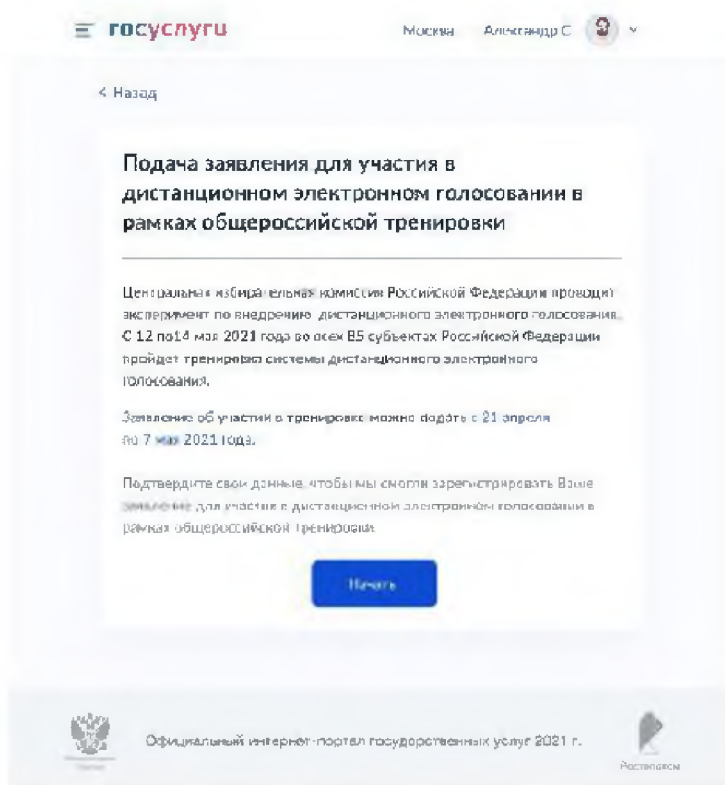 госуслуги
Москва Александр С
< Назад
Подача заявления для участия в
дистанционном электронном голосовании в
рамках общероссийской тренировки
Центральная избирательная комиссия Российской Федерации проводит
эксперимент по внедрению дистанционного электронного голосования.
С 12 по14 мая 2021 года во всех 85 субъектах Российской Федерации
пройдет тренировка системы дистанционного электронного
голосования.
Заявление об участии в тренировке можно подать с 21 апреля
по 7 мая 2021 года.
Подтвердите свои данные, чтобы мы смогли зарегистрировать Ваше
заявление для участия в дистанционном электронном голосовании в
рамках общероссийской тренировки
Начать
Официальный интернет-портал государственных услуг 2021 г.
Ростелеком